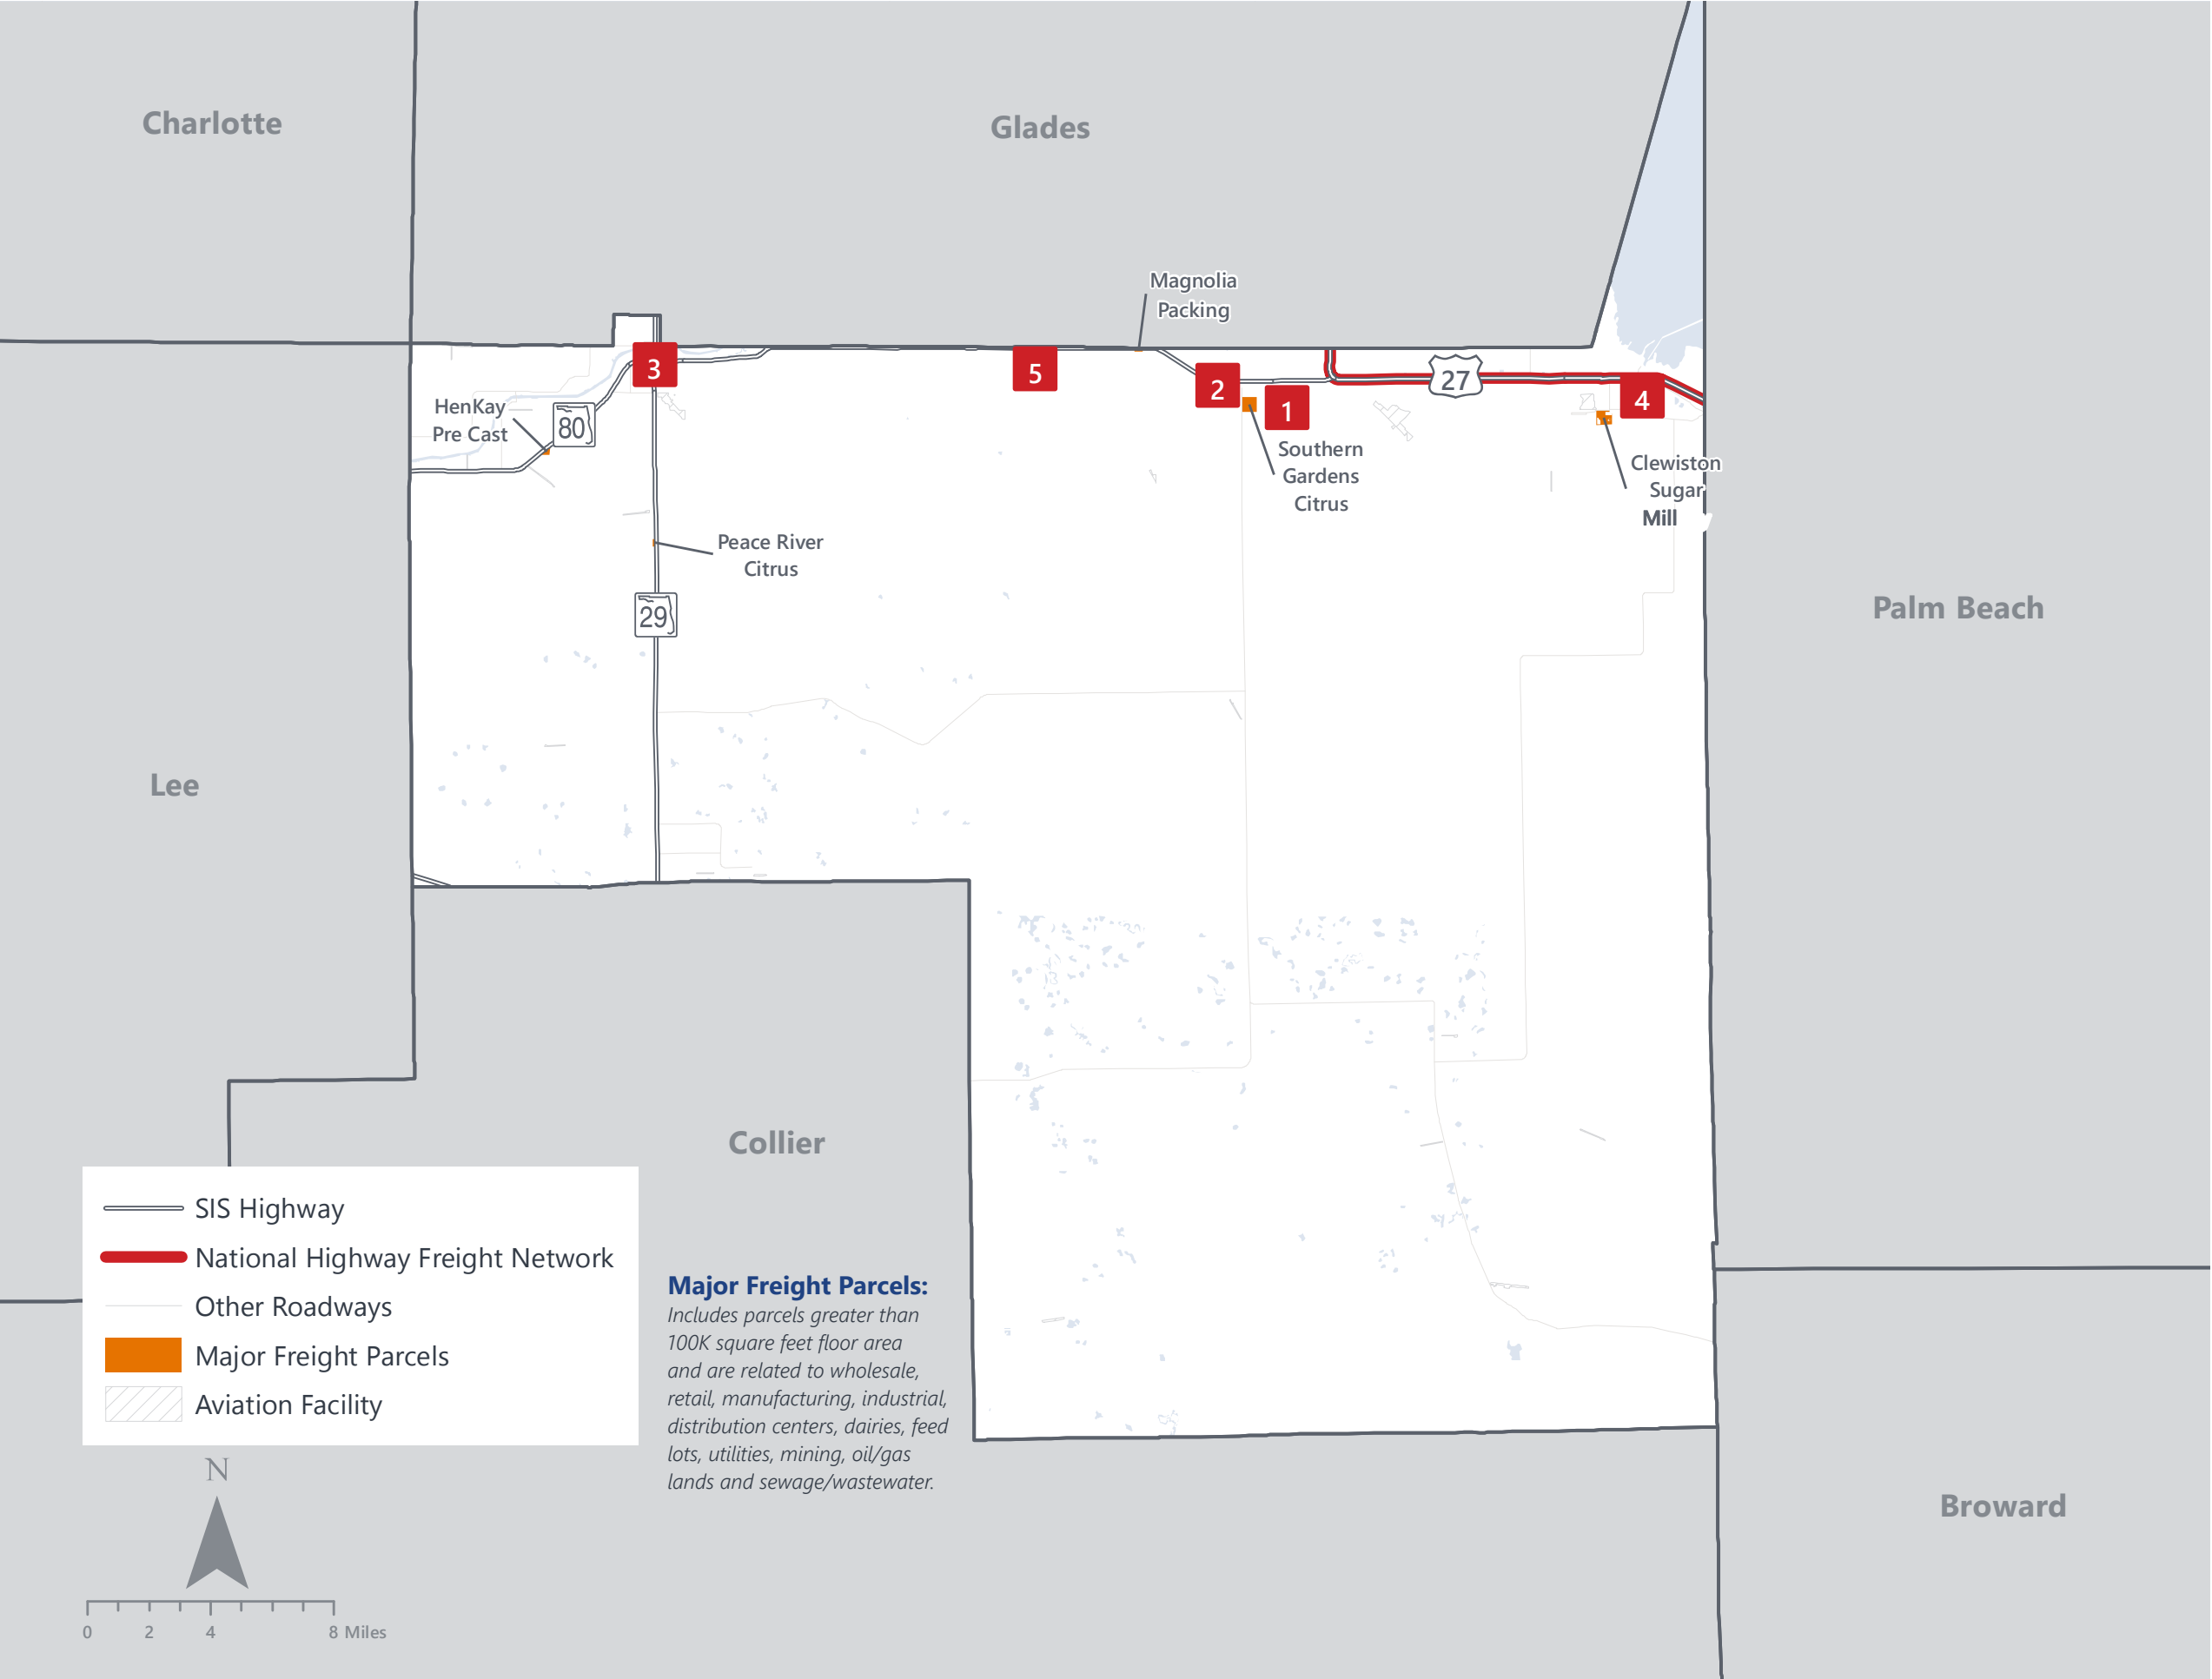 Charlotte
Glades
Magnolia
Packing
3
5
2
1
27
4
HenKay
Pre Cast
80
Southern
Gardens
Citrus
Clewiston
Sugar
Mill
Peace River
Citrus
29
Palm Beach
Lee
Collier
SIS Highway
National Highway Freight Network
Other Roadways
Major Freight Parcels
Aviation Facility
Major Freight Parcels:
Includes parcels greater than
100K square feet floor area
and are related to wholesale,
retail, manufacturing, industrial,
distribution centers, dairies, feed
lots, utilities, mining, oil/gas
lands and sewage/wastewater.
Broward
N
0 2 4 8 Miles